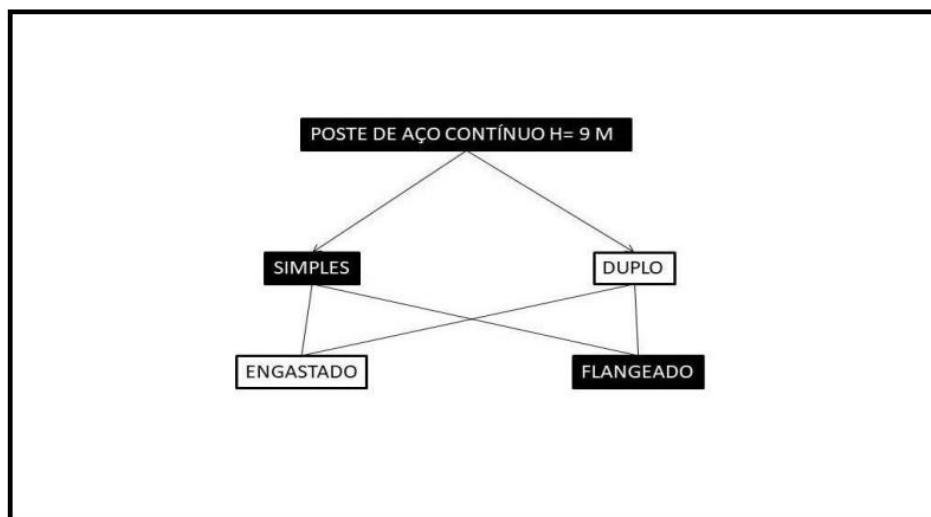 POSTE DE AÇO CONTÍNUO H= 9 M
SIMPLES
DUPLO
ENGASTADO
FLANGEADO